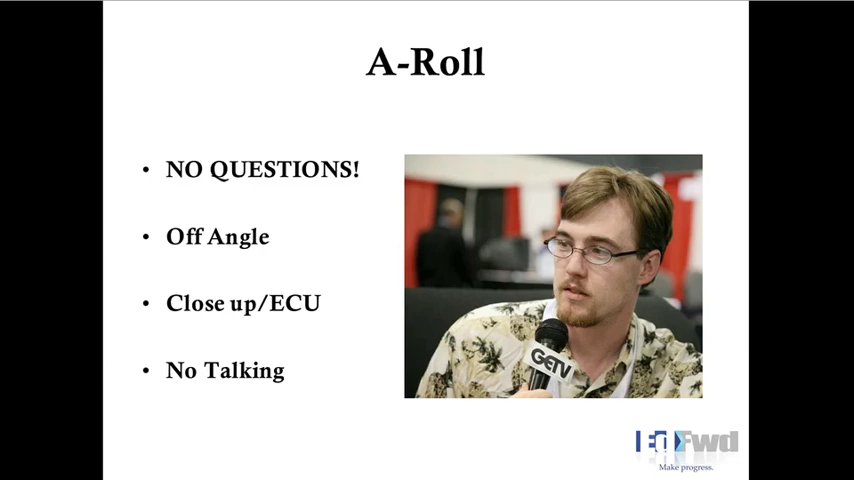 A-Roll
• NO QUESTIONS!
• Off Angle
• Close up/ECU
• No Talking
GETV
EdFwd
Make progress.